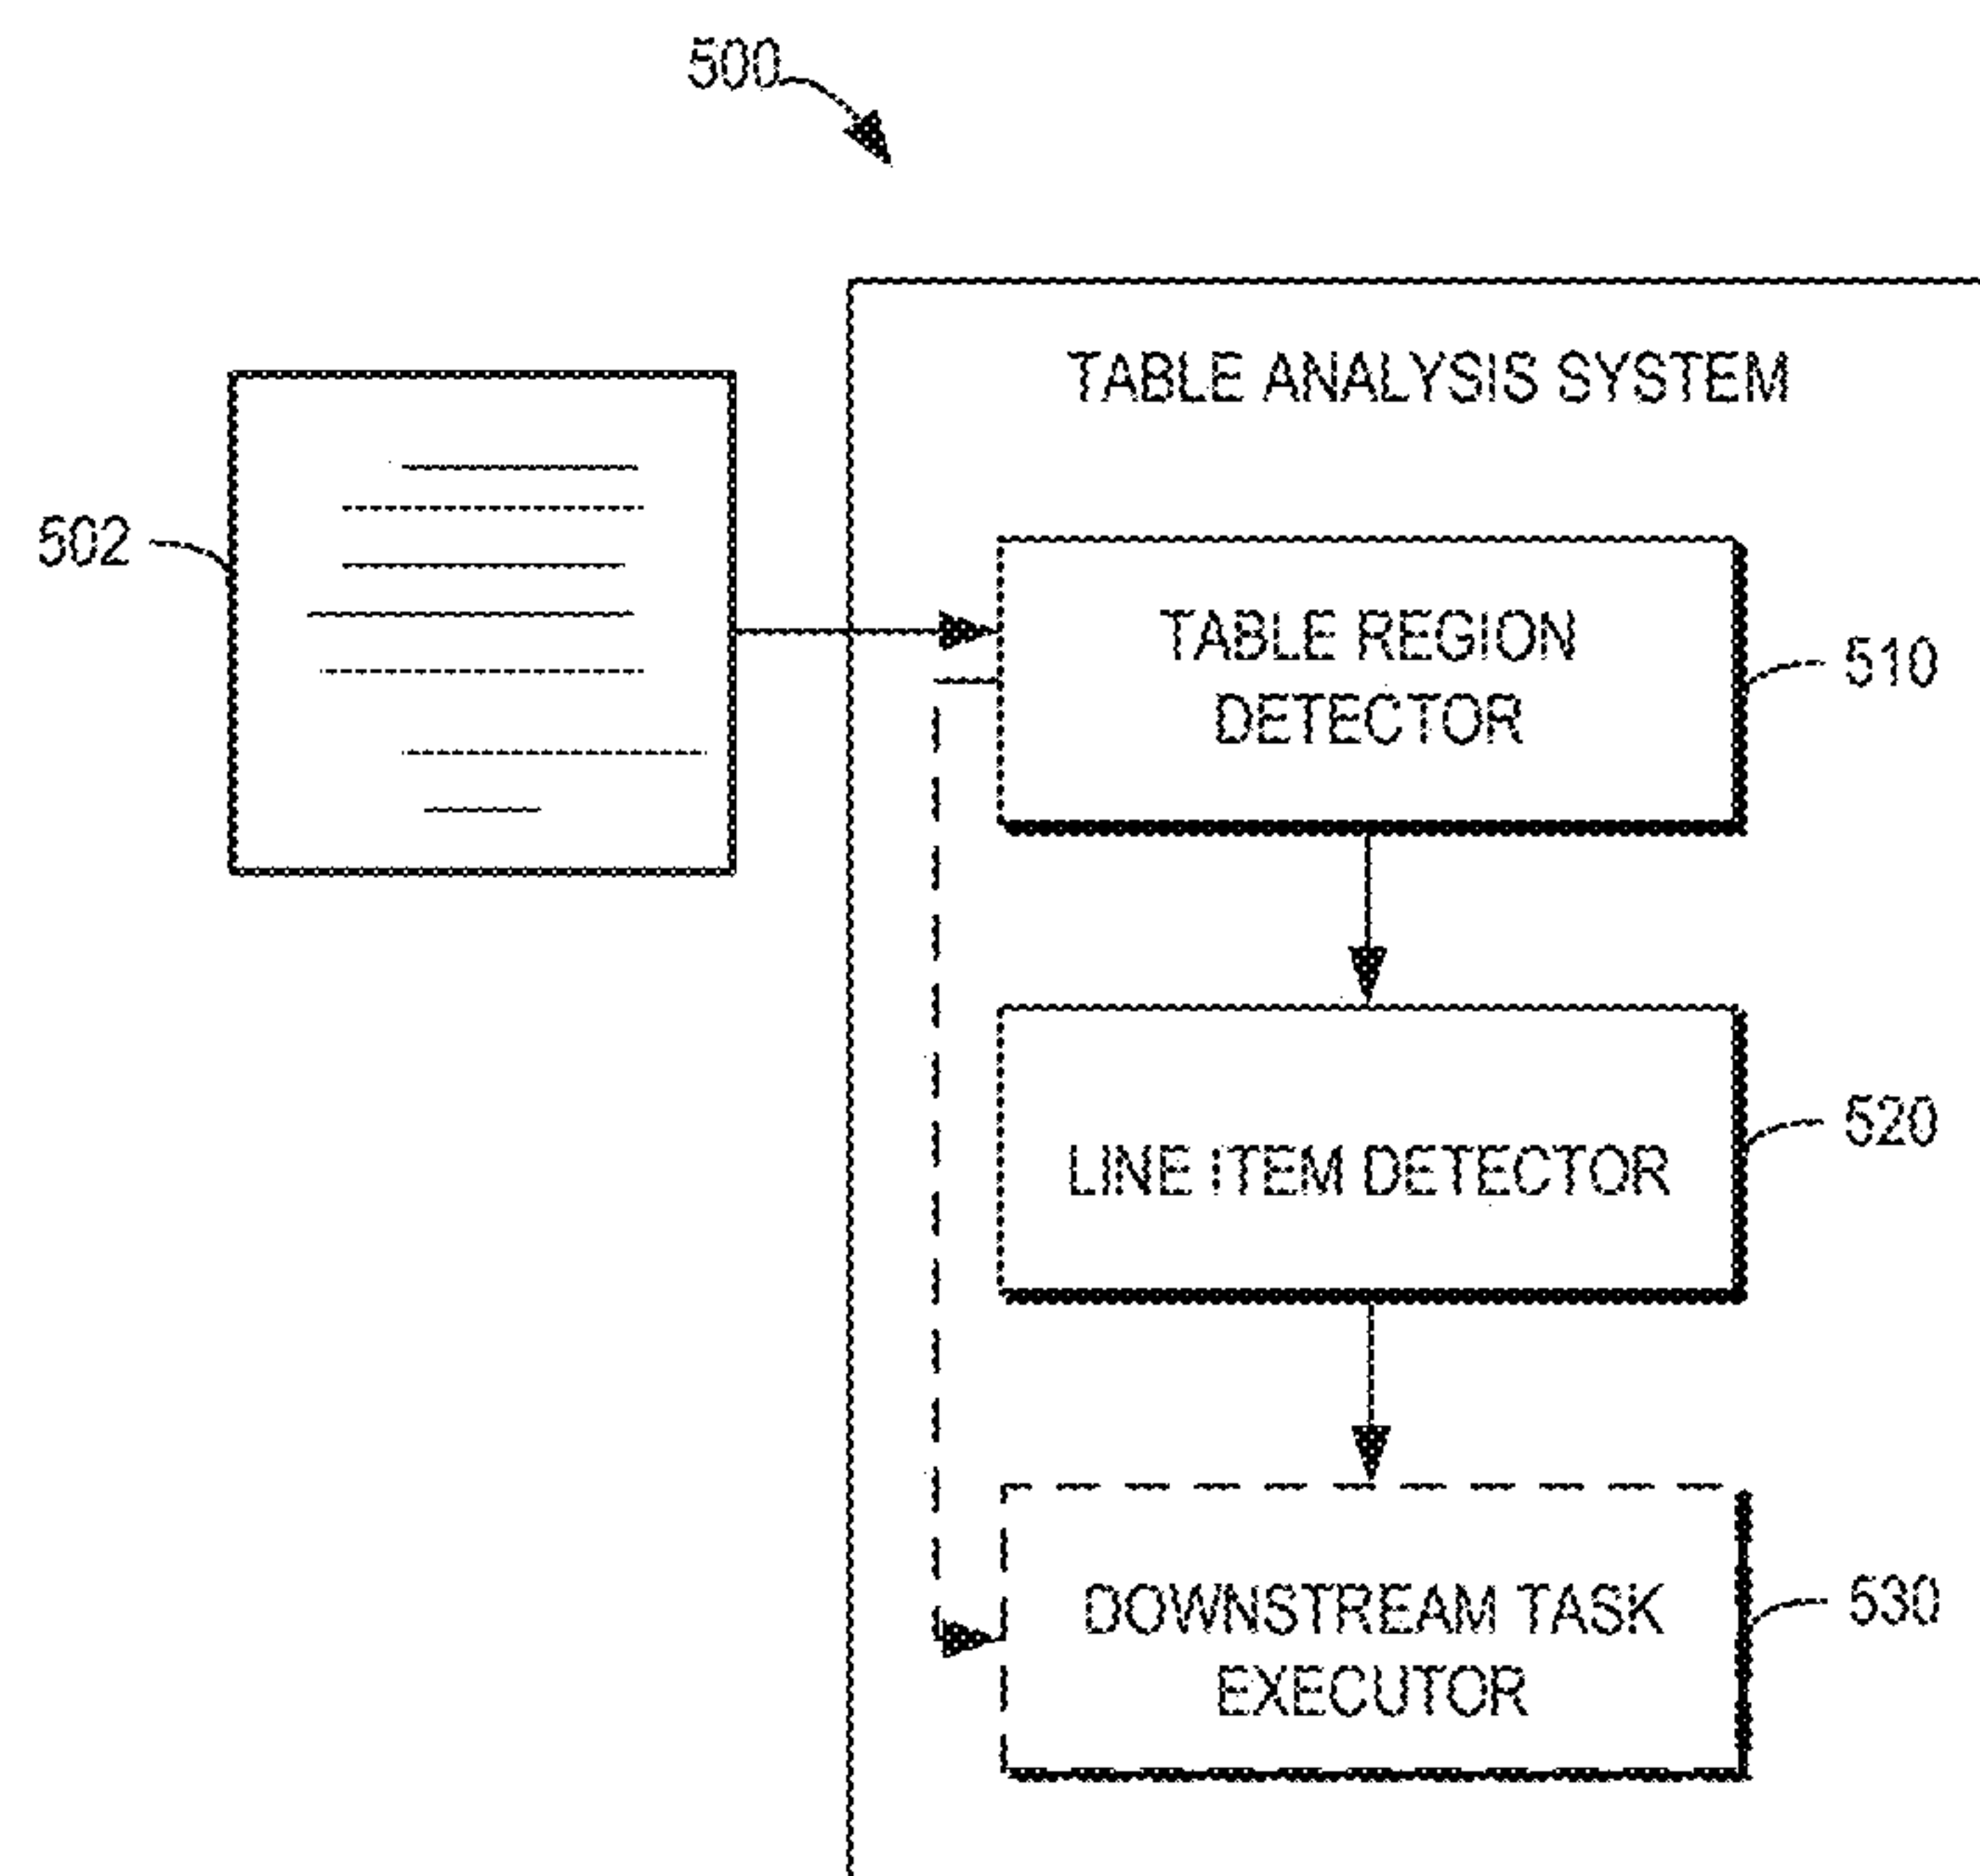 500
TABLE ANALYSIS SYSTEM
502
TABLE REGION
DETECTOR
510
LINE ITEM DETECTOR
520
DOWNSTREAM TASK
EXECUTOR
530